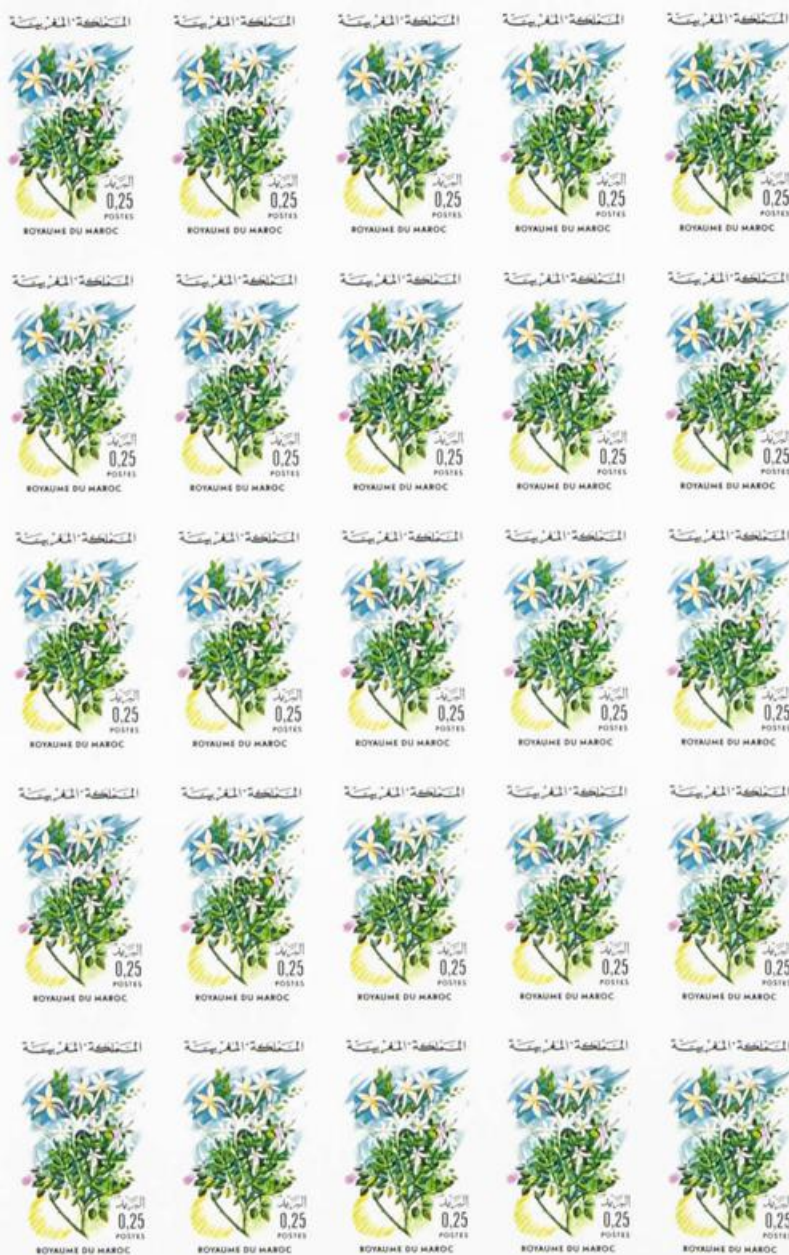 المملكة المغربية المملكة المغربية المملكة المغربية المملكة المغربية المملكة المغربية
البريد البريد البريد البريد البريد
0,25 0,25 0,25 0,25 0,25
POSTES POSTES POSTES POSTES POSTES
ROYAUME DU MAROC ROYAUME DU MAROC ROYAUME DU MAROC ROYAUME DU MAROC ROYAUME DU MAROC
المملكة المغربية المملكة المغربية المملكة المغربية المملكة المغربية المملكة المغربية
البريد البريد البريد البريد البريد
0,25 0,25 0,25 0,25 0,25
POSTES POSTES POSTES POSTES POSTES
ROYAUME DU MAROC ROYAUME DU MAROC ROYAUME DU MAROC ROYAUME DU MAROC ROYAUME DU MAROC
المملكة المغربية المملكة المغربية المملكة المغربية المملكة المغربية المملكة المغربية
البريد البريد البريد البريد البريد
0,25 0,25 0,25 0,25 0,25
POSTES POSTES POSTES POSTES POSTES
ROYAUME DU MAROC ROYAUME DU MAROC ROYAUME DU MAROC ROYAUME DU MAROC ROYAUME DU MAROC
المملكة المغربية المملكة المغربية المملكة المغربية المملكة المغربية المملكة المغربية
البريد البريد البريد البريد البريد
0,25 0,25 0,25 0,25 0,25
POSTES POSTES POSTES POSTES POSTES
ROYAUME DU MAROC ROYAUME DU MAROC ROYAUME DU MAROC ROYAUME DU MAROC ROYAUME DU MAROC
المملكة المغربية المملكة المغربية المملكة المغربية المملكة المغربية المملكة المغربية
البريد البريد البريد البريد البريد
0,25 0,25 0,25 0,25 0,25
POSTES POSTES POSTES POSTES POSTES
ROYAUME DU MAROC ROYAUME DU MAROC ROYAUME DU MAROC ROYAUME DU MAROC ROYAUME DU MAROC